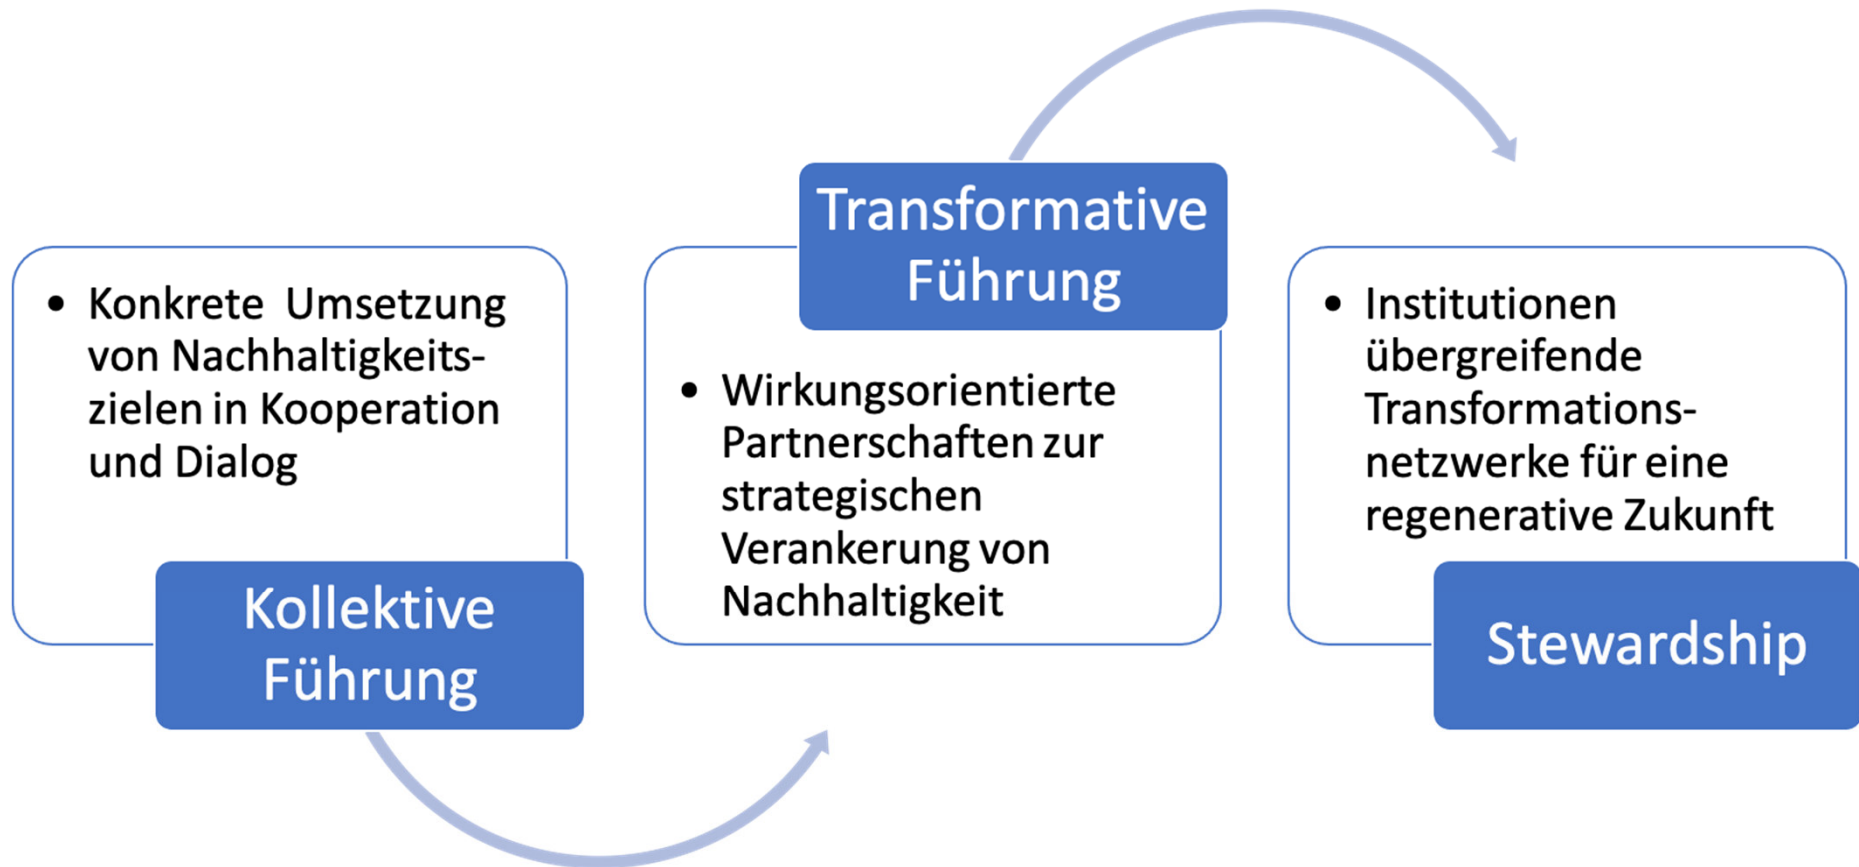 Konkrete Umsetzung
von Nachhaltigkeits-
zielen in Kooperation
und Dialog
Kollektive
Führung
Transformative
Führung
Wirkungsorientierte
Partnerschaften zur
strategischen
Verankerung von
Nachhaltigkeit
Institutionen
übergreifende
Transformations-
netzwerke für eine
regenerative Zukunft
Stewardship